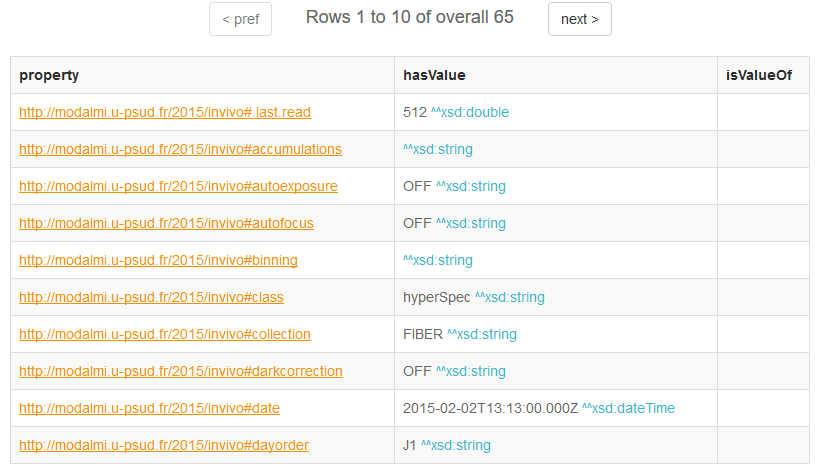 < pref Rows 1 to 10 of overall 65 next >
property hasValue isValueOf
http://modalmi.u-psud.fr/2015/invivo#.last.read 512 ^^xsd:double
http://modalmi.u-psud.fr/2015/invivo#accumulations ^^xsd:string
http://modalmi.u-psud.fr/2015/invivo#autoexposure OFF ^^xsd:string
http://modalmi.u-psud.fr/2015/invivo#autofocus OFF ^^xsd:string
http://modalmi.u-psud.fr/2015/invivo#binning ^^xsd:string
http://modalmi.u-psud.fr/2015/invivo#class hyperSpec ^^xsd:string
http://modalmi.u-psud.fr/2015/invivo#collection FIBER ^^xsd:string
http://modalmi.u-psud.fr/2015/invivo#darkcorrection OFF ^^xsd:string
http://modalmi.u-psud.fr/2015/invivo#date 2015-02-02T13:13:00.000Z ^^xsd:dateTime
http://modalmi.u-psud.fr/2015/invivo#dayorder J1 ^^xsd:string